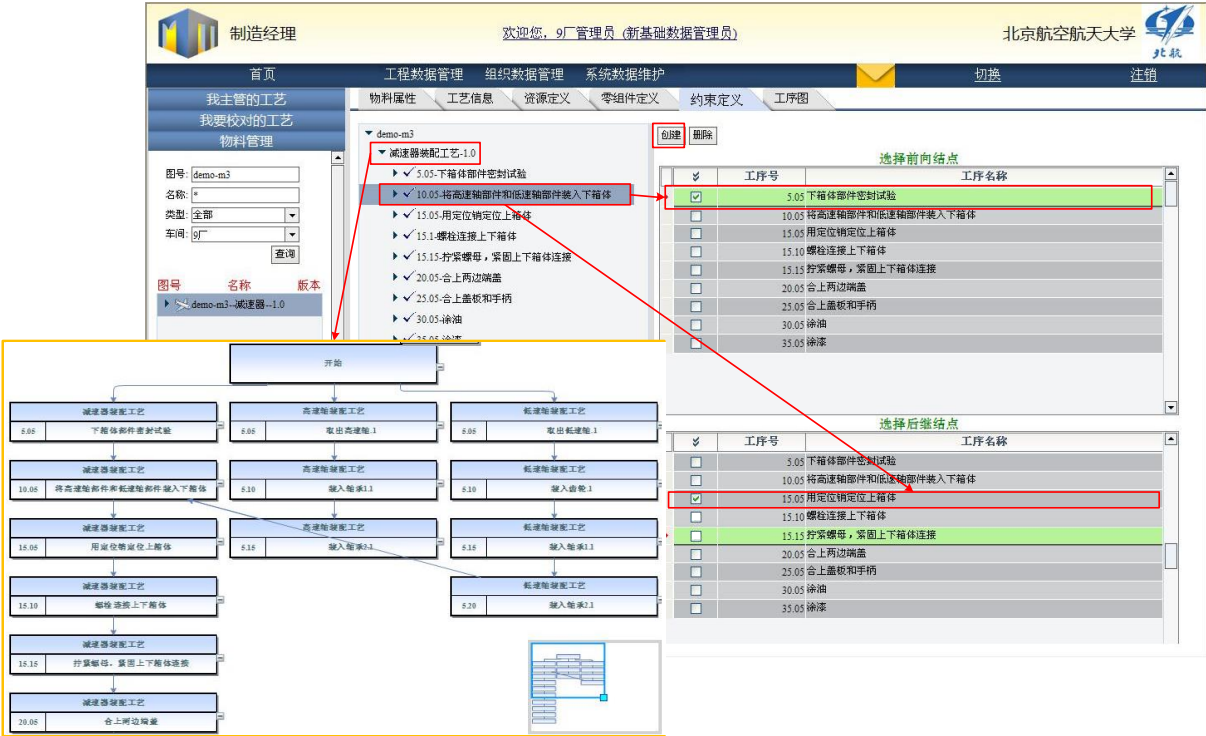 制造经理
欢迎您，9厂管理员 (新基础数据管理员)
北京航空航天大学
北航
首页
工程数据管理 组织数据管理 系统数据维护
切换
注销
我主管的工艺
我要校对的工艺
物料管理
图号: demo-m3
名称: *
类型: 全部
车间: 9厂
查询
图号 名称 版本
demo-m3--减速器--1.0
物料属性 工艺信息 资源定义 零组件定义 约束定义 工序图
demo-m3
减速器装配工艺-1.0
5.05-下箱体部件密封试验
10.05-将高速轴部件和低速轴部件装入下箱体
15.05-用定位销定位上箱体
15.1-螺栓连接上下箱体
15.15-拧紧螺母，紧固上下箱体连接
20.05-合上两边端盖
25.05-合上盖板和手柄
30.05-涂油
35.05-涂漆
创建 删除
选择前向结点
工序号 工序名称
5.05 下箱体部件密封试验
10.05 将高速轴部件和低速轴部件装入下箱体
15.05 用定位销定位上箱体
15.10 螺栓连接上下箱体
15.15 拧紧螺母，紧固上下箱体连接
20.05 合上两边端盖
25.05 合上盖板和手柄
30.05 涂油
35.05 涂漆
选择后继结点
工序号 工序名称
5.05 下箱体部件密封试验
10.05 将高速轴部件和低速轴部件装入下箱体
15.05 用定位销定位上箱体
15.10 螺栓连接上下箱体
15.15 拧紧螺母，紧固上下箱体连接
20.05 合上两边端盖
25.05 合上盖板和手柄
30.05 涂油
35.05 涂漆
开始
减速器装配工艺 高速轴装配工艺 低速轴装配工艺
5.05 下箱体部件密封试验 5.05 取出高速轴.1 5.05 取出低速轴.1
减速器装配工艺 高速轴装配工艺 低速轴装配工艺
10.05 将高速轴部件和低速轴部件装入下箱体 5.10 装入轴承1.1 5.10 装入齿轮.1
减速器装配工艺 高速轴装配工艺 低速轴装配工艺
15.05 用定位销定位上箱体 5.15 装入轴承2.1 5.15 装入轴承1.1
减速器装配工艺 低速轴装配工艺
15.10 螺栓连接上下箱体 5.20 装入轴承2.1
减速器装配工艺
15.15 拧紧螺母，紧固上下箱体连接
减速器装配工艺
20.05 合上两边端盖